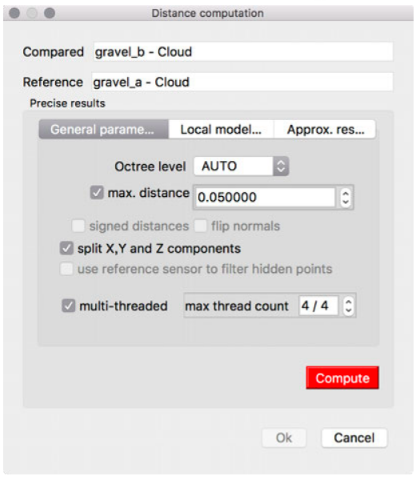 Distance computation
Compared gravel_b - Cloud
Reference gravel_a - Cloud
Precise results
General parame... Local model... Approx. res...
Octree level AUTO
max. distance 0.050000
signed distances flip normals
split X,Y and Z components
use reference sensor to filter hidden points
multi-threaded max thread count 4 / 4
Compute
Ok Cancel